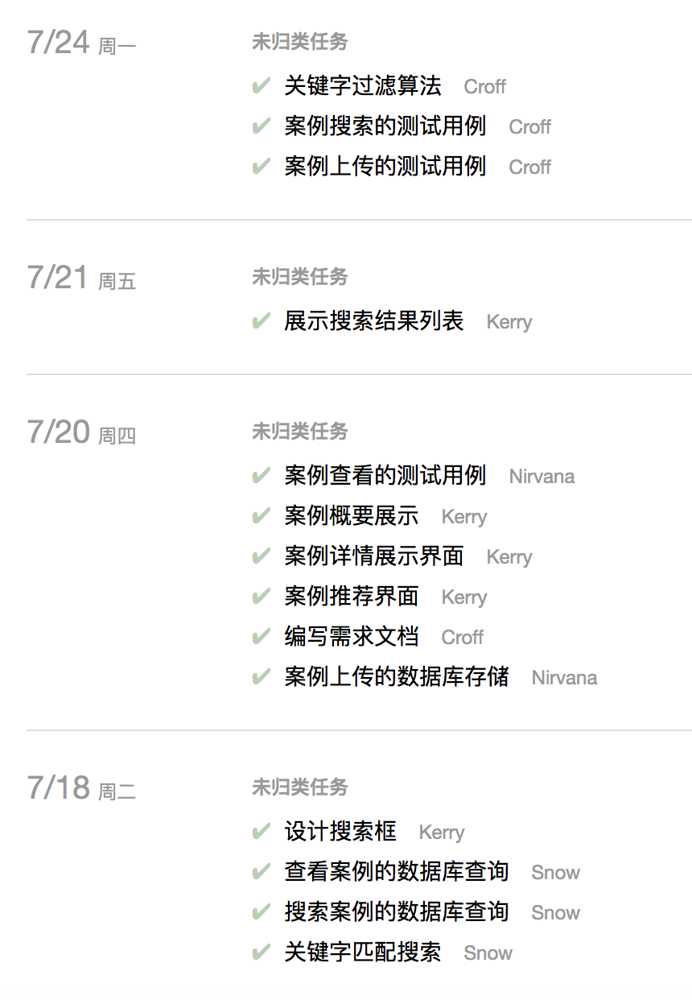 7/24 周一 未归类任务
✔ 关键字过滤算法 Croff
✔ 案例搜索的测试用例 Croff
✔ 案例上传的测试用例 Croff
7/21 周五 未归类任务
✔ 展示搜索结果列表 Kerry
7/20 周四 未归类任务
✔ 案例查看的测试用例 Nirvana
✔ 案例概要展示 Kerry
✔ 案例详情展示界面 Kerry
✔ 案例推荐界面 Kerry
✔ 编写需求文档 Croff
✔ 案例上传的数据库存储 Nirvana
7/18 周二 未归类任务
✔ 设计搜索框 Kerry
✔ 查看案例的数据库查询 Snow
✔ 搜索案例的数据库查询 Snow
✔ 关键字匹配搜索 Snow